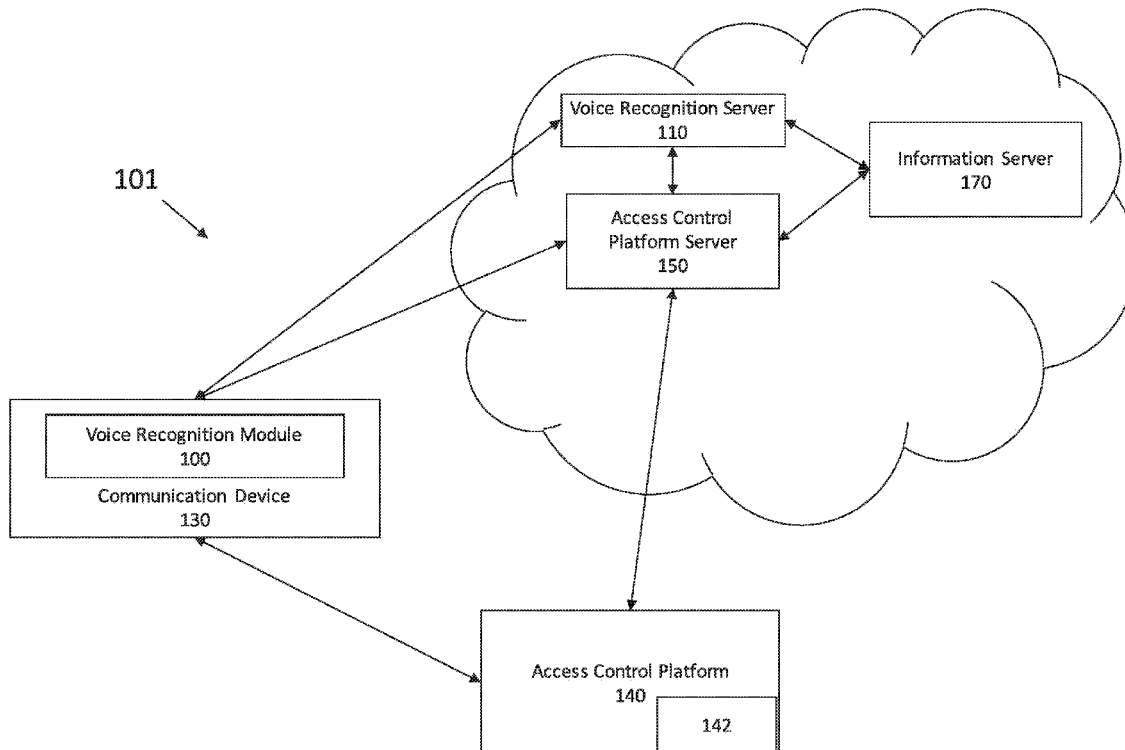 Voice Recognition Server
110
Information Server
170
101
Access Control
Platform Server
150
Voice Recognition Module
100
Communication Device
130
Access Control Platform
140
142